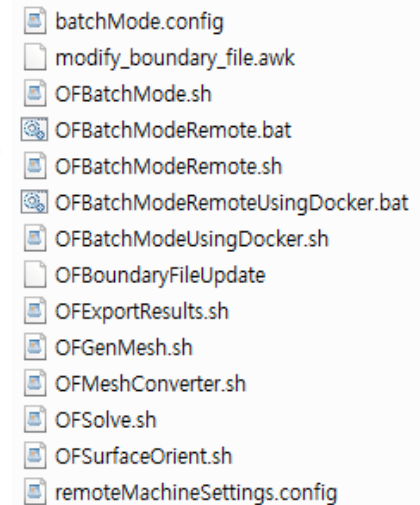 batchMode.config
modify_boundary_file.awk
OFBatchMode.sh
OFBatchModeRemote.bat
OFBatchModeRemote.sh
OFBatchModeRemoteUsingDocker.bat
OFBatchModeUsingDocker.sh
OFBoundaryFileUpdate
OFExportResults.sh
OFGenMesh.sh
OFMeshConverter.sh
OFSolve.sh
OFSurfaceOrient.sh
remoteMachineSettings.config